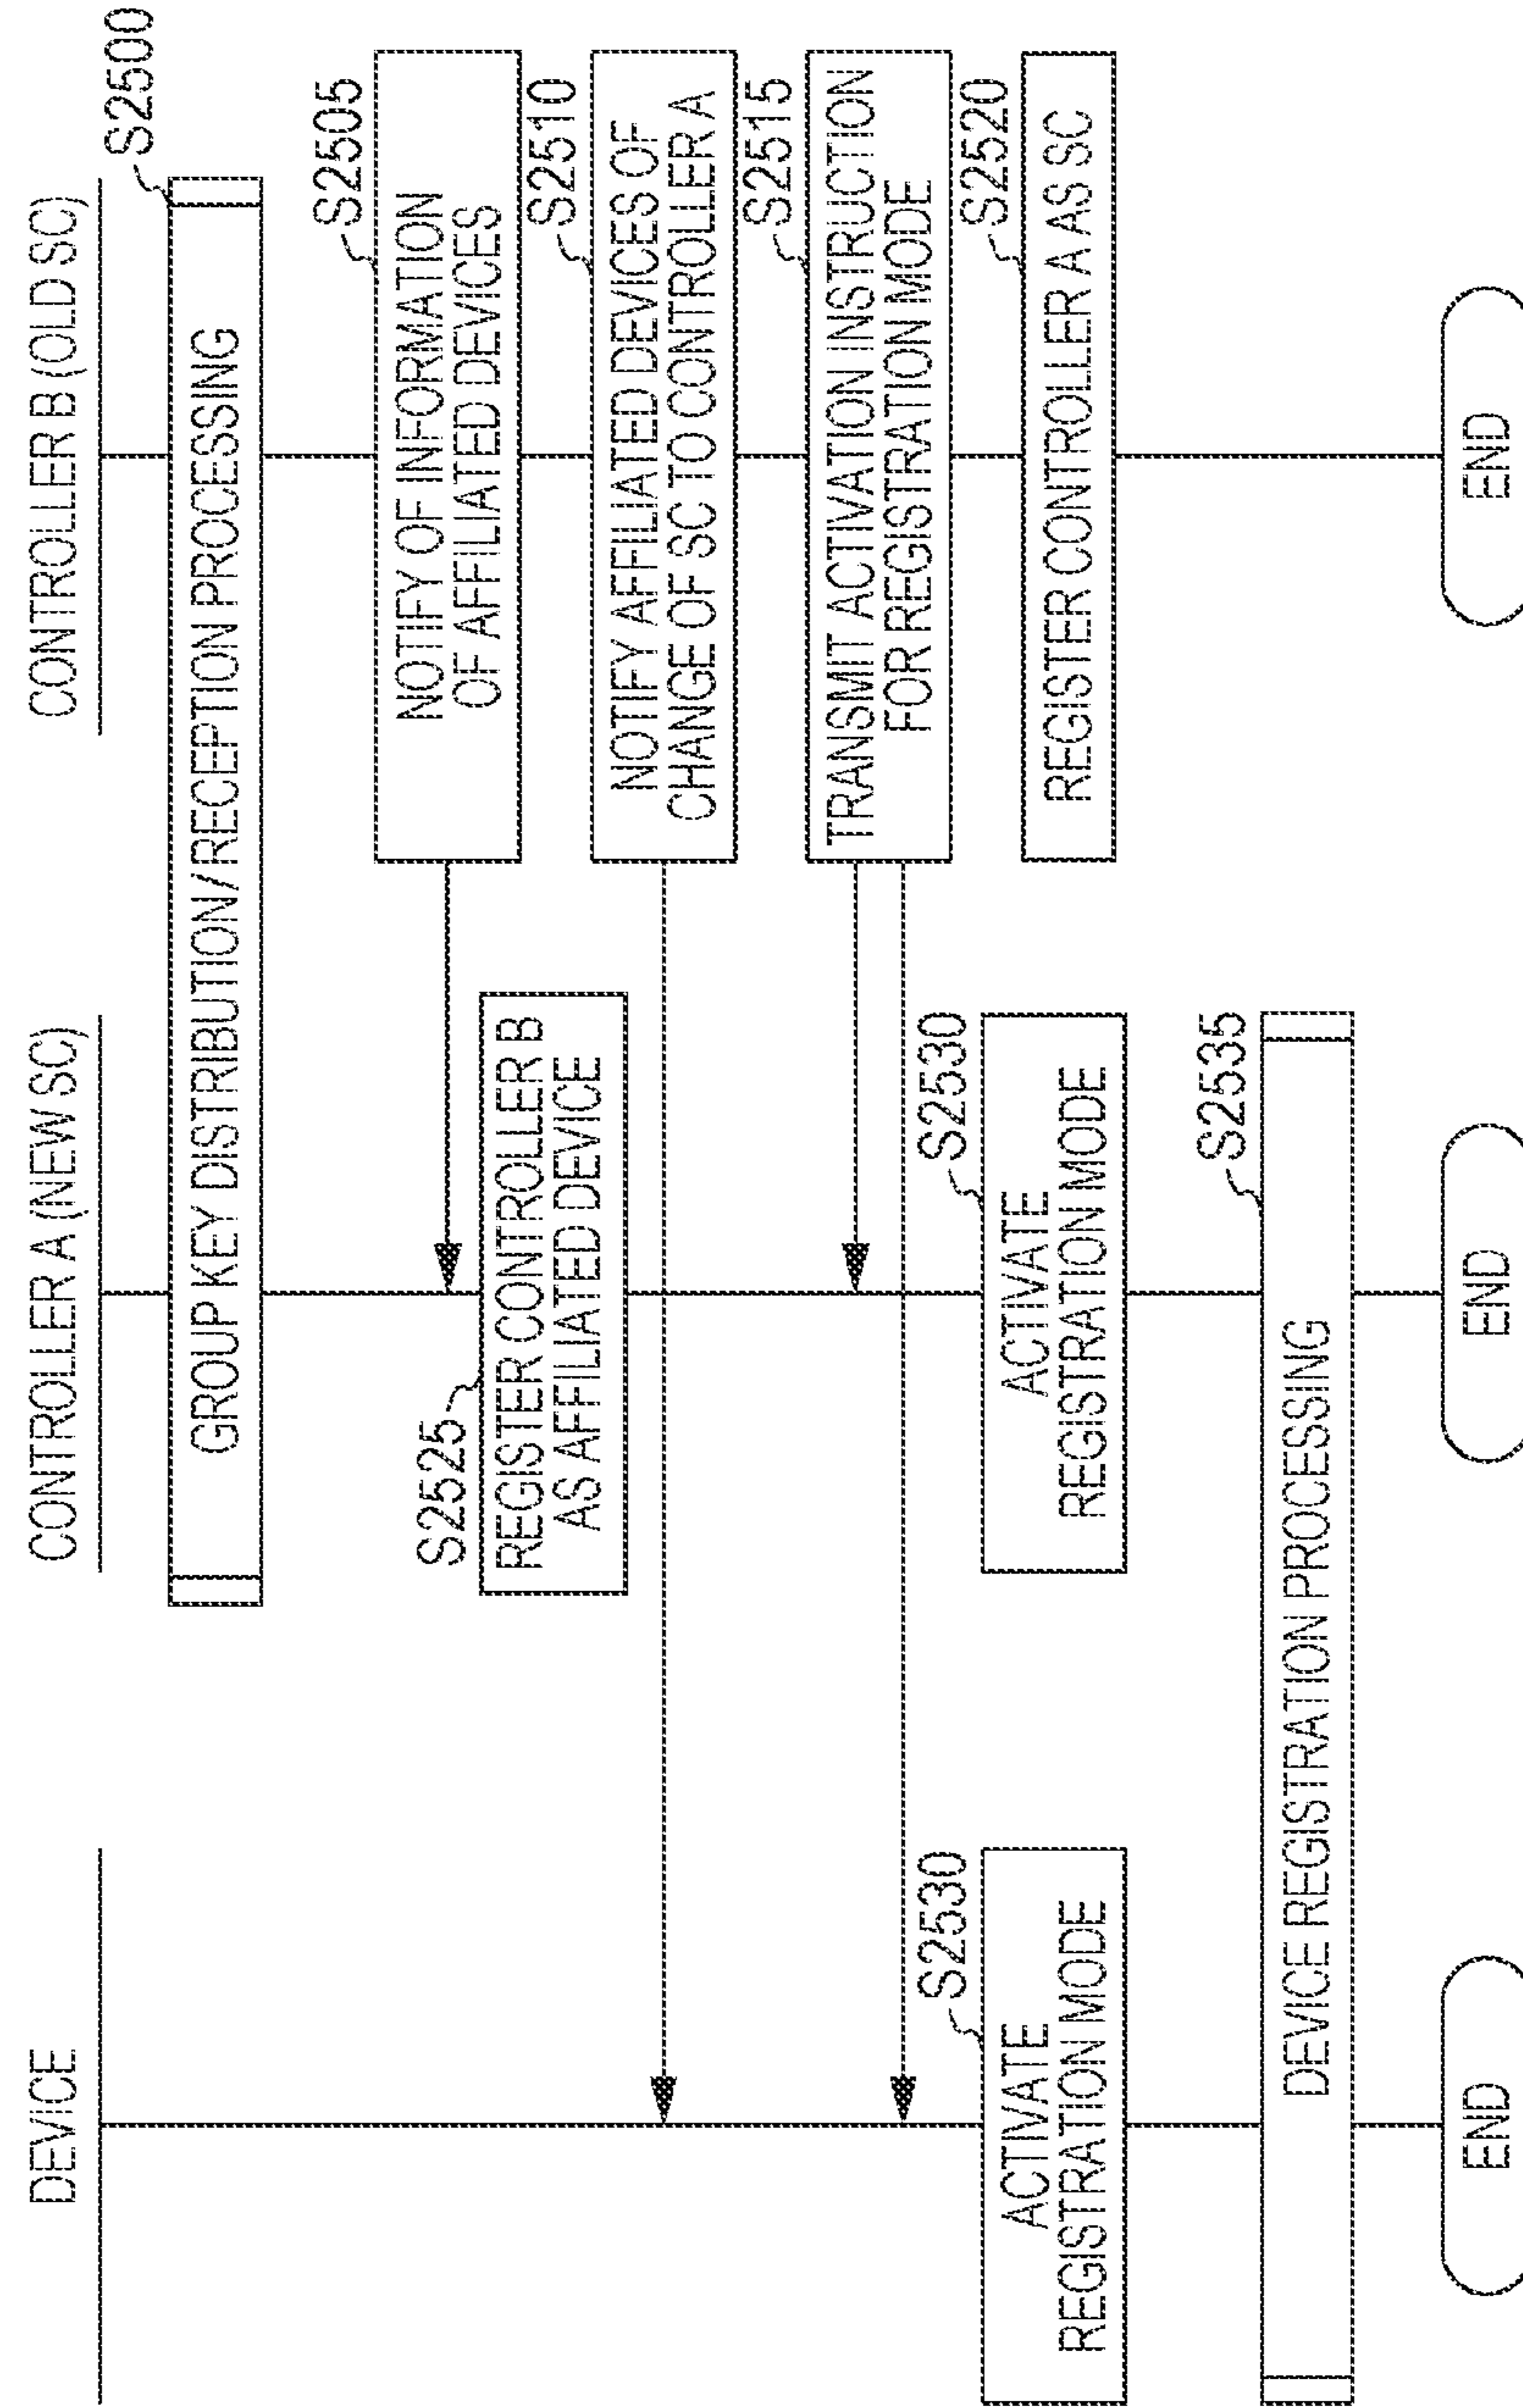 DEVICE
CONTROLLER A (NEW SC)
CONTROLLER B (OLD SC)
S2500
GROUP KEY DISTRIBUTION/RECEPTION PROCESSING
S2505
NOTIFY OF INFORMATION
OF AFFILIATED DEVICES
S2525
REGISTER CONTROLLER B
AS AFFILIATED DEVICE
S2510
NOTIFY AFFILIATED DEVICES OF
CHANGE OF SC TO CONTROLLER A
S2515
TRANSMIT ACTIVATION INSTRUCTION
FOR REGISTRATION MODE
S2530
ACTIVATE
REGISTRATION MODE
S2530
ACTIVATE
REGISTRATION MODE
S2520
REGISTER CONTROLLER A AS SC
S2535
DEVICE REGISTRATION PROCESSING
END
END
END